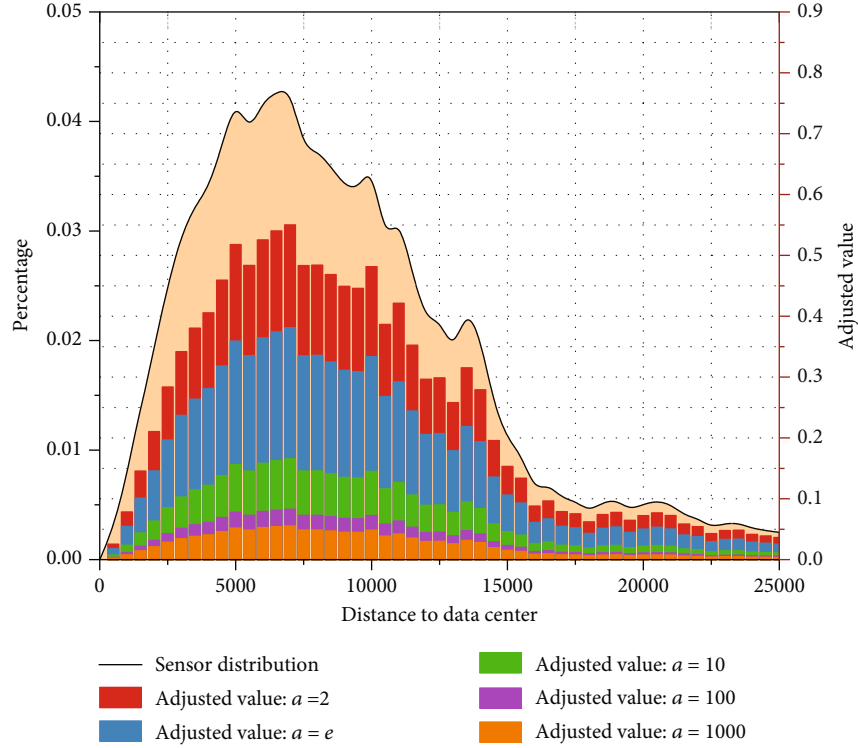 0.05
0.04
0.03
0.02
0.01
0.00
Percentage
0.9
0.8
0.7
0.6
0.5
0.4
0.3
0.2
0.1
0.0
Adjusted value
0
5000
10000
15000
20000
25000
Distance to data center
Sensor distribution
Adjusted value: a =2
Adjusted value: a = e
Adjusted value: a = 10
Adjusted value: a = 100
Adjusted value: a = 1000